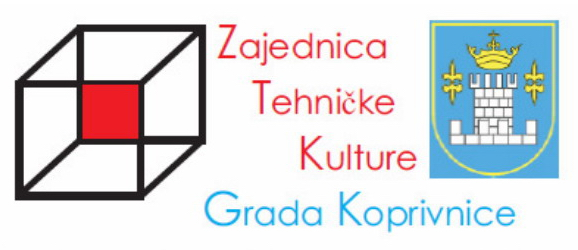 Zajednica
Tehničke
Kulture
Grada Koprivnice